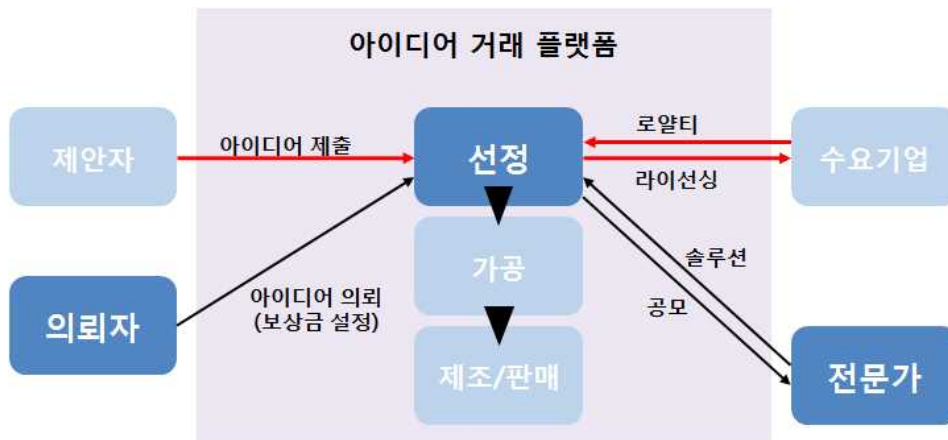 아이디어 거래 플랫폼
제안자
아이디어 제출
선정
로얄티
라이선싱
수요기업
가공
솔루션
공모
의뢰자
아이디어 의뢰
(보상금 설정)
제조/판매
전문가